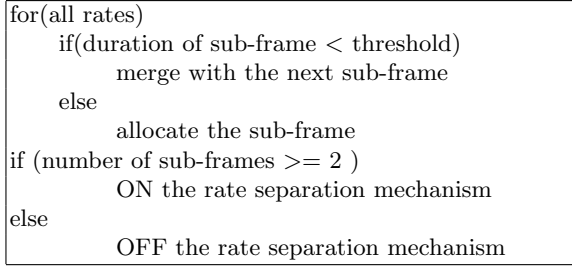 for(all rates)
if(duration of sub-frame < threshold)
merge with the next sub-frame
else
allocate the sub-frame
if (number of sub-frames >= 2 )
ON the rate separation mechanism
else
OFF the rate separation mechanism